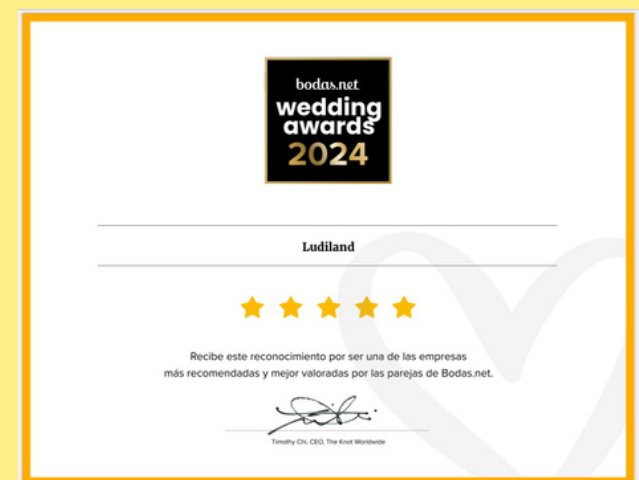 bodas.net
wedding
awards
2024
Ludiland
Recibe este reconocimiento por ser una de las empresas
más recomendadas y mejor valoradas por las parejas de Bodas.net.
Timothy Chi, CEO, The Knot Worldwide